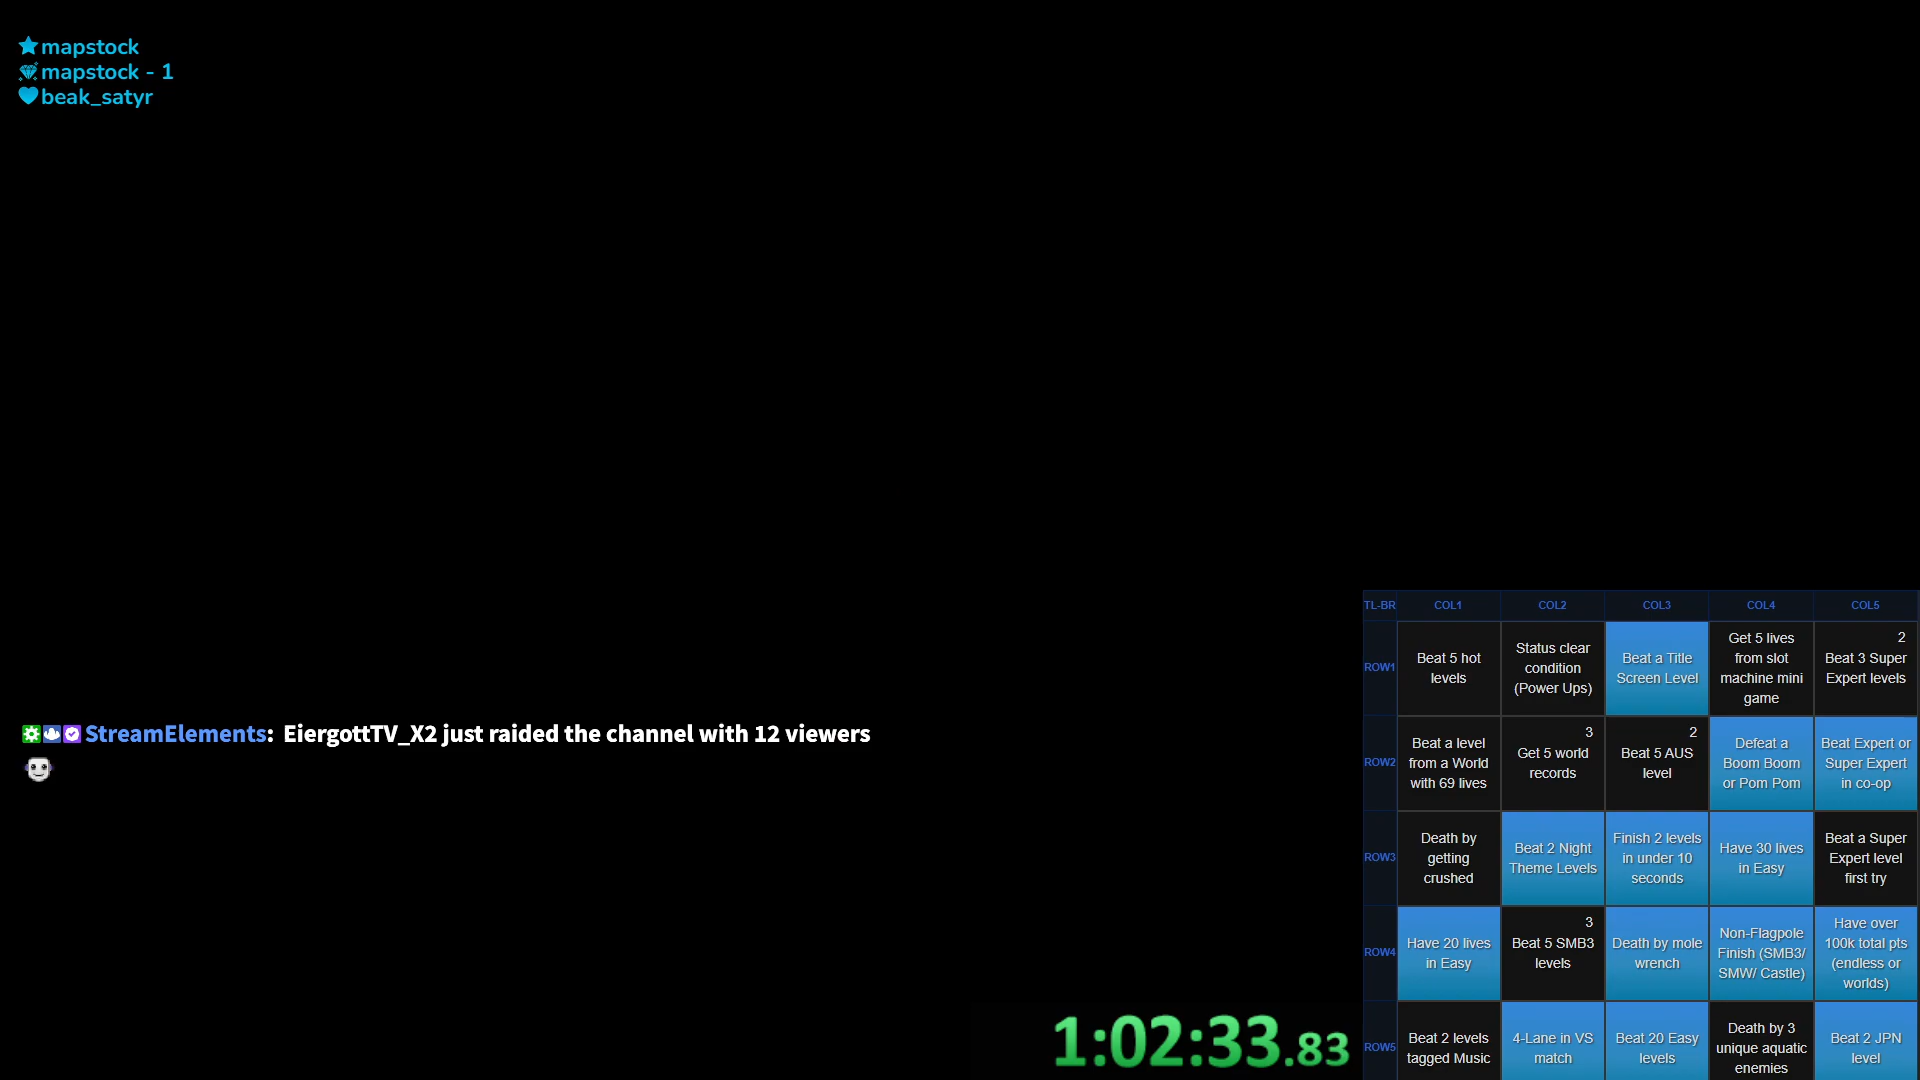 mapstock
mapstock - 1
beak_satyr
StreamElements: EiergottTV_X2 just raided the channel with 12 viewers
1:02:33.83
TL-BR COL1 COL2 COL3 COL4 COL5
ROW1
Beat 5 hot
levels
Status clear
condition
(Power Ups)
Beat a Title
Screen Level
Get 5 lives
from slot
machine mini
game
2
Beat 3 Super
Expert levels
ROW2
Beat a level
from a World
with 69 lives
3
Get 5 world
records
2
Beat 5 AUS
level
Defeat a
Boom Boom
or Pom Pom
Beat Expert or
Super Expert
in co-op
ROW3
Death by
getting
crushed
Beat 2 Night
Theme Levels
Finish 2 levels
in under 10
seconds
Have 30 lives
in Easy
Beat a Super
Expert level
first try
ROW4
Have 20 lives
in Easy
3
Beat 5 SMB3
levels
Death by mole
wrench
Non-Flagpole
Finish (SMB3/
SMW/ Castle)
Have over
100k total pts
(endless or
worlds)
ROW5
Beat 2 levels
tagged Music
4-Lane in VS
match
Beat 20 Easy
levels
Death by 3
unique aquatic
enemies
Beat 2 JPN
level